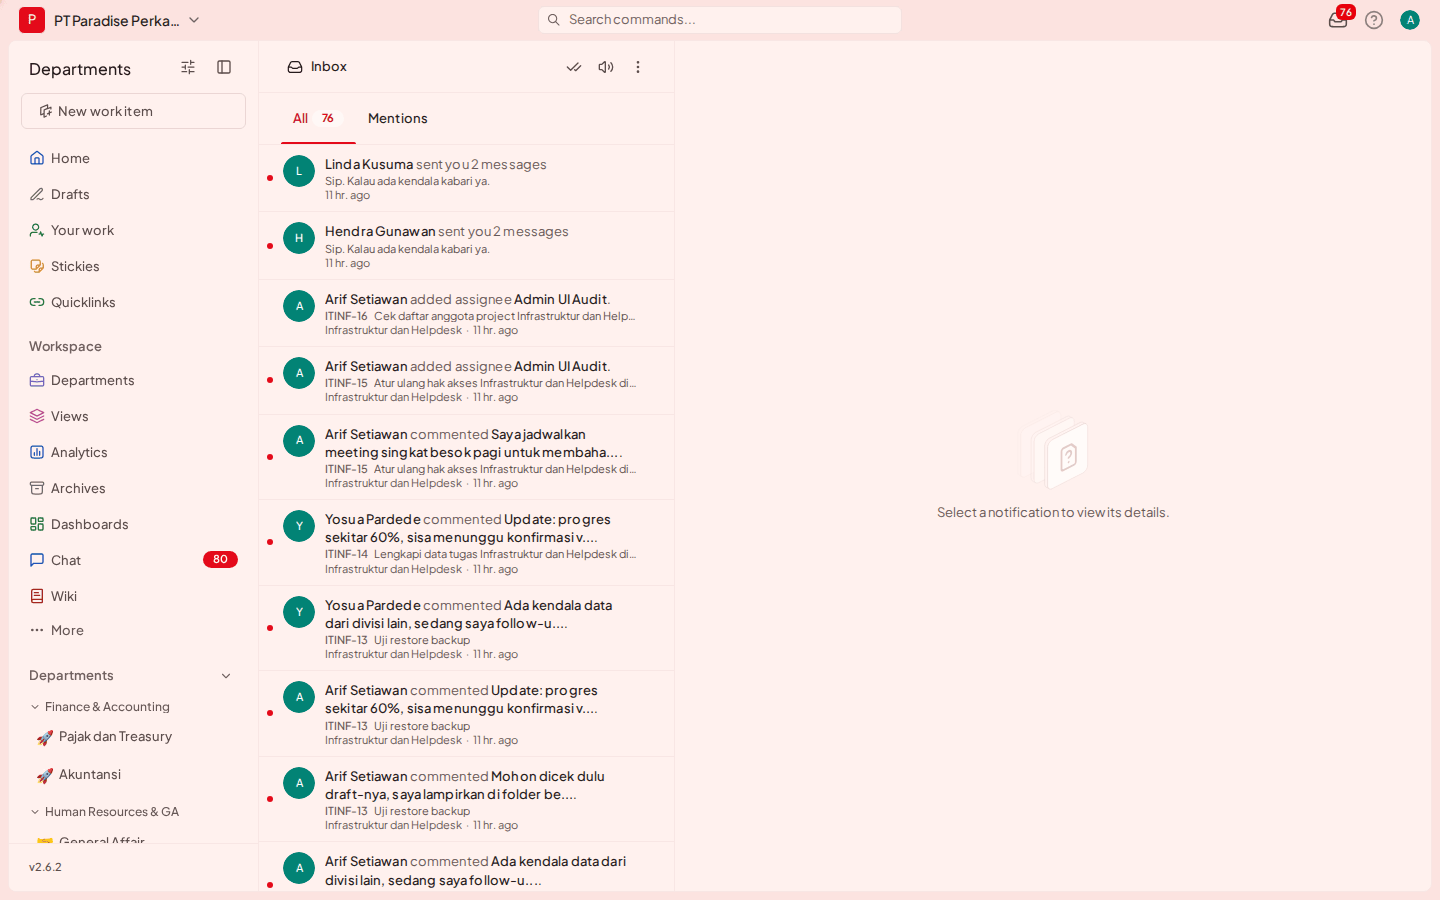 PT Paradise Perka...
Search commands...
76
A
Departments
New work item
Home
Drafts
Your work
Stickies
Quicklinks
Workspace
Departments
Views
Analytics
Archives
Dashboards
Chat
80
Wiki
More
Departments
Finance & Accounting
Pajak dan Treasury
Akuntansi
Human Resources & GA
General Affair
v2.6.2
Inbox
All 76
Mentions
L
Linda Kusuma sent you 2 messages
Sip. Kalau ada kendala kabari ya.
11 hr. ago
H
Hendra Gunawan sent you 2 messages
Sip. Kalau ada kendala kabari ya.
11 hr. ago
A
Arif Setiawan added assignee Admin UI Audit.
ITINF-16 Cek daftar anggota project Infrastruktur dan Help...
Infrastruktur dan Helpdesk · 11 hr. ago
A
Arif Setiawan added assignee Admin UI Audit.
ITINF-15 Atur ulang hak akses Infrastruktur dan Helpdesk di...
Infrastruktur dan Helpdesk · 11 hr. ago
A
Arif Setiawan commented Saya jadwalkan
meeting singkat besok pagi untuk membaha....
ITINF-15 Atur ulang hak akses Infrastruktur dan Helpdesk di...
Infrastruktur dan Helpdesk · 11 hr. ago
Y
Yosua Pardede commented Update: progres
sekitar 60%, sisa menunggu konfirmasi v....
ITINF-14 Lengkapi data tugas Infrastruktur dan Helpdesk di...
Infrastruktur dan Helpdesk · 11 hr. ago
Y
Yosua Pardede commented Ada kendala data
dari divisi lain, sedang saya follow-u....
ITINF-13 Uji restore backup
Infrastruktur dan Helpdesk · 11 hr. ago
A
Arif Setiawan commented Update: progres
sekitar 60%, sisa menunggu konfirmasi v....
ITINF-13 Uji restore backup
Infrastruktur dan Helpdesk · 11 hr. ago
A
Arif Setiawan commented Mohon dicek dulu
draft-nya, saya lampirkan di folder be....
ITINF-13 Uji restore backup
Infrastruktur dan Helpdesk · 11 hr. ago
A
Arif Setiawan commented Ada kendala data dari
divisi lain, sedang saya follow-u....
Select a notification to view its details.